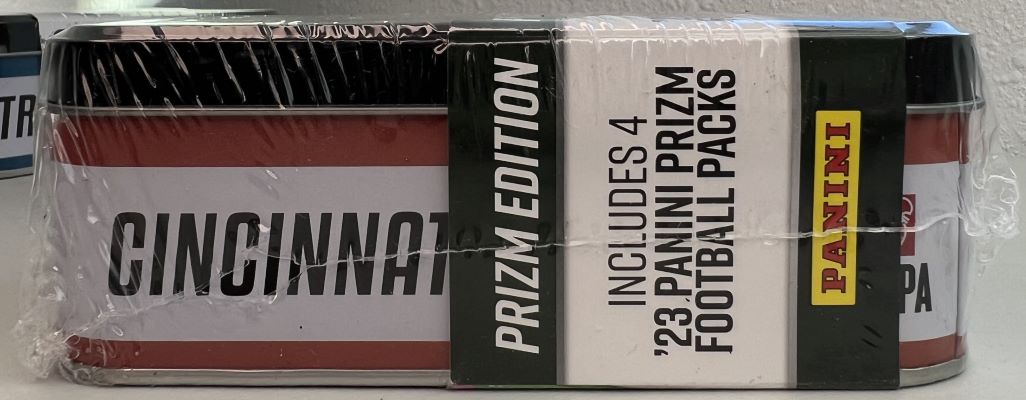 TR
CINCINNAT
PRIZM EDITION
INCLUDES 4
'23 PANINI PRIZM
FOOTBALL PACKS
PANINI
PA